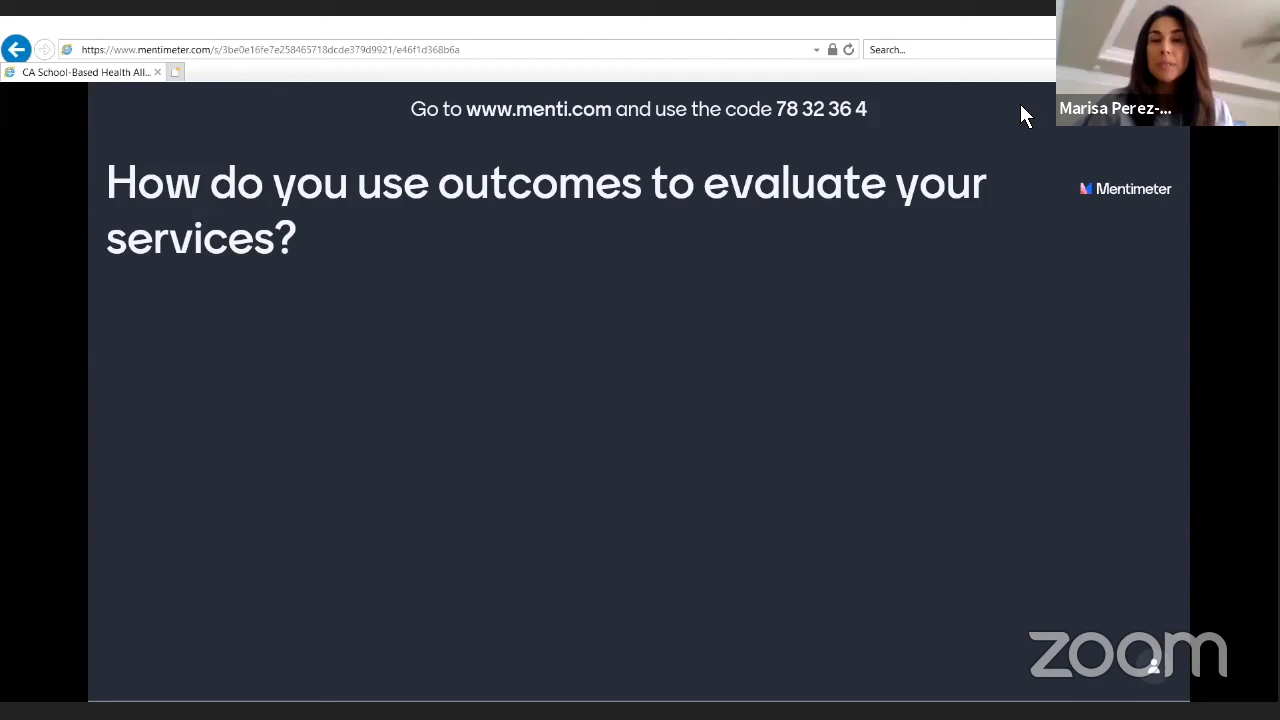 https://www.mentimeter.com/s/3be0e16fe7e258465718dcde379d9921/e46f1d368b6a
Search...
CA School-Based Health All...
Go to www.menti.com and use the code 78 32 36 4
Marisa Perez-...
How do you use outcomes to evaluate your
services?
Mentimeter
zoom